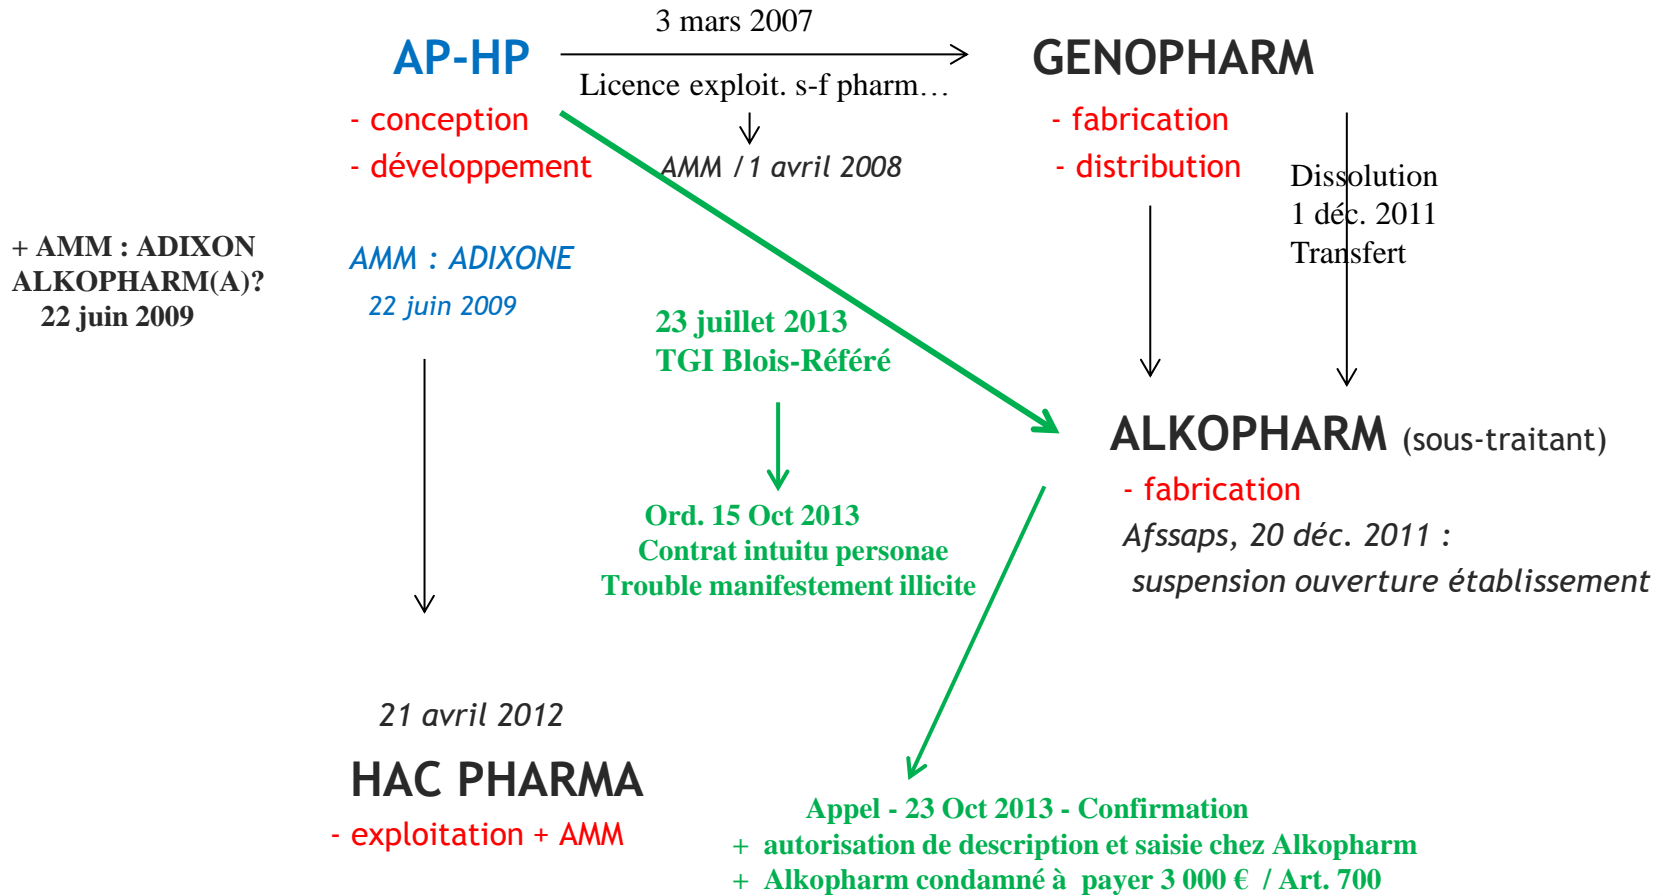 3 mars 2007
AP-HP
GENOPHARM
Licence exploit. s-f pharm…
- conception
- développement
AMM /1 avril 2008
- fabrication
- distribution
Dissolution
1 déc. 2011
Transfert
+ AMM : ADIXON
ALKOPHARM(A)?
22 juin 2009
AMM : ADIXONE
22 juin 2009
23 juillet 2013
TGI Blois-Référé
ALKOPHARM (sous-traitant)
- fabrication
Afssaps, 20 déc. 2011 :
suspension ouverture établissement
Ord. 15 Oct 2013
Contrat intuitu personae
Trouble manifestement illicite
21 avril 2012
HAC PHARMA
- exploitation + AMM
Appel - 23 Oct 2013 - Confirmation
+ autorisation de description et saisie chez Alkopharm
+ Alkopharm condamné à payer 3 000 € / Art. 700